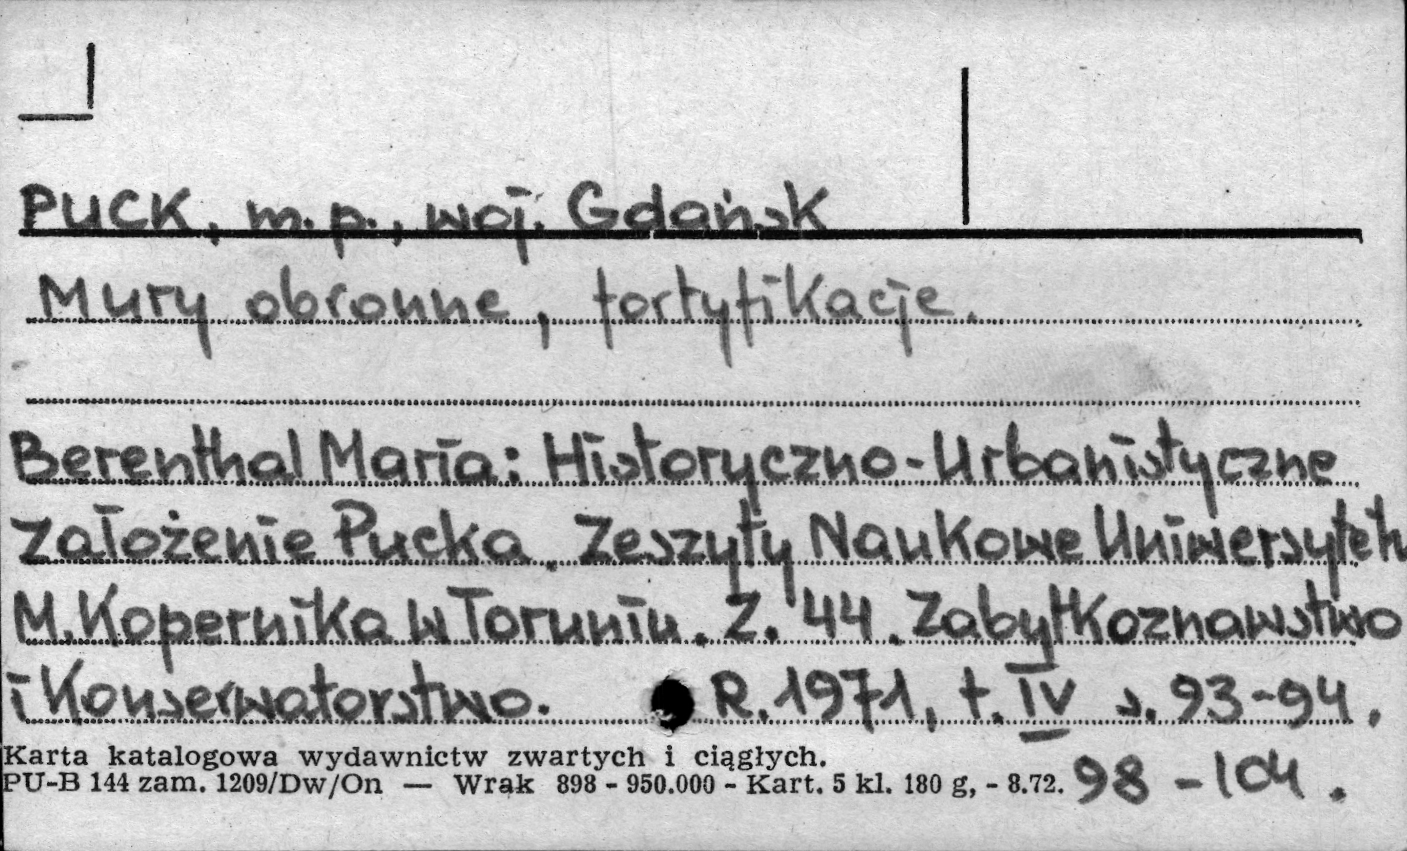 PUCK, m. p., woj. Gdańsk
Mury obronne, fortyfikacje.
Berenthal Maria: Historyczno-Urbanistyczne
Założenie Pucka. Zeszyty Naukowe Uniwersytetu
M. Kopernika w Toruniu. Z. 44. Zabytkoznawstwo
i Konserwatorstwo. R. 1971, t. IV s. 93-94.
98-104.
Karta katalogowa wydawnictw zwartych i ciągłych.
PU-B 144 zam. 1209/Dw/On — Wrak 898 - 950.000 - Kart. 5 kl. 180 g, - 8.72.